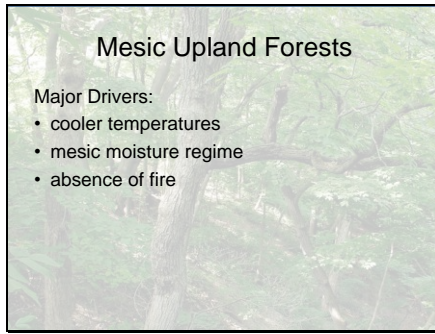 Mesic Upland Forests
Major Drivers:
• cooler temperatures
• mesic moisture regime
• absence of fire